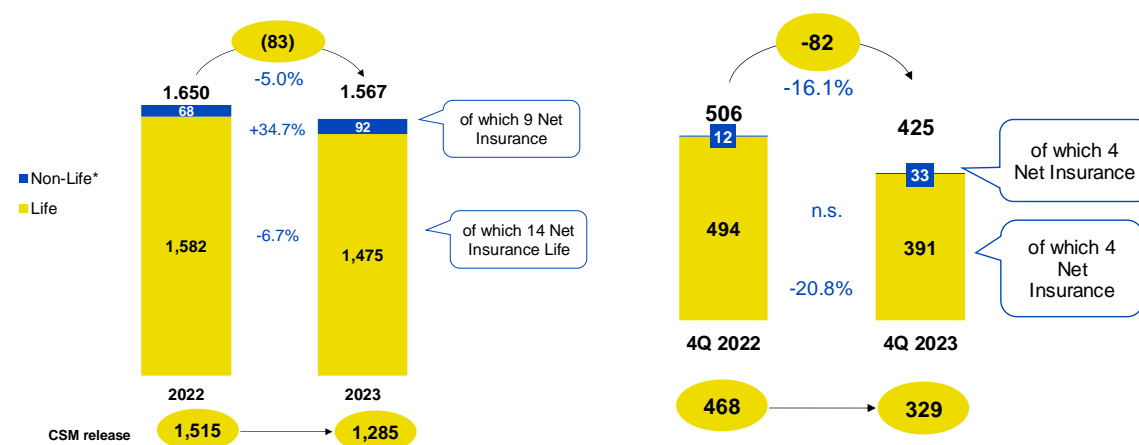 (83)
-5.0%
1.650
1.567
68
+34.7%
92
of which 9 Net
Insurance
Non-Life*
Life
1,582
-6.7%
1,475
of which 14 Net
Insurance Life
2022
2023
CSM release
1,515
1,285
-82
-16.1%
506
425
12
33
of which 4
Net Insurance
n.s.
494
391
of which 4
Net
Insurance
-20.8%
4Q 2022
4Q 2023
468
329